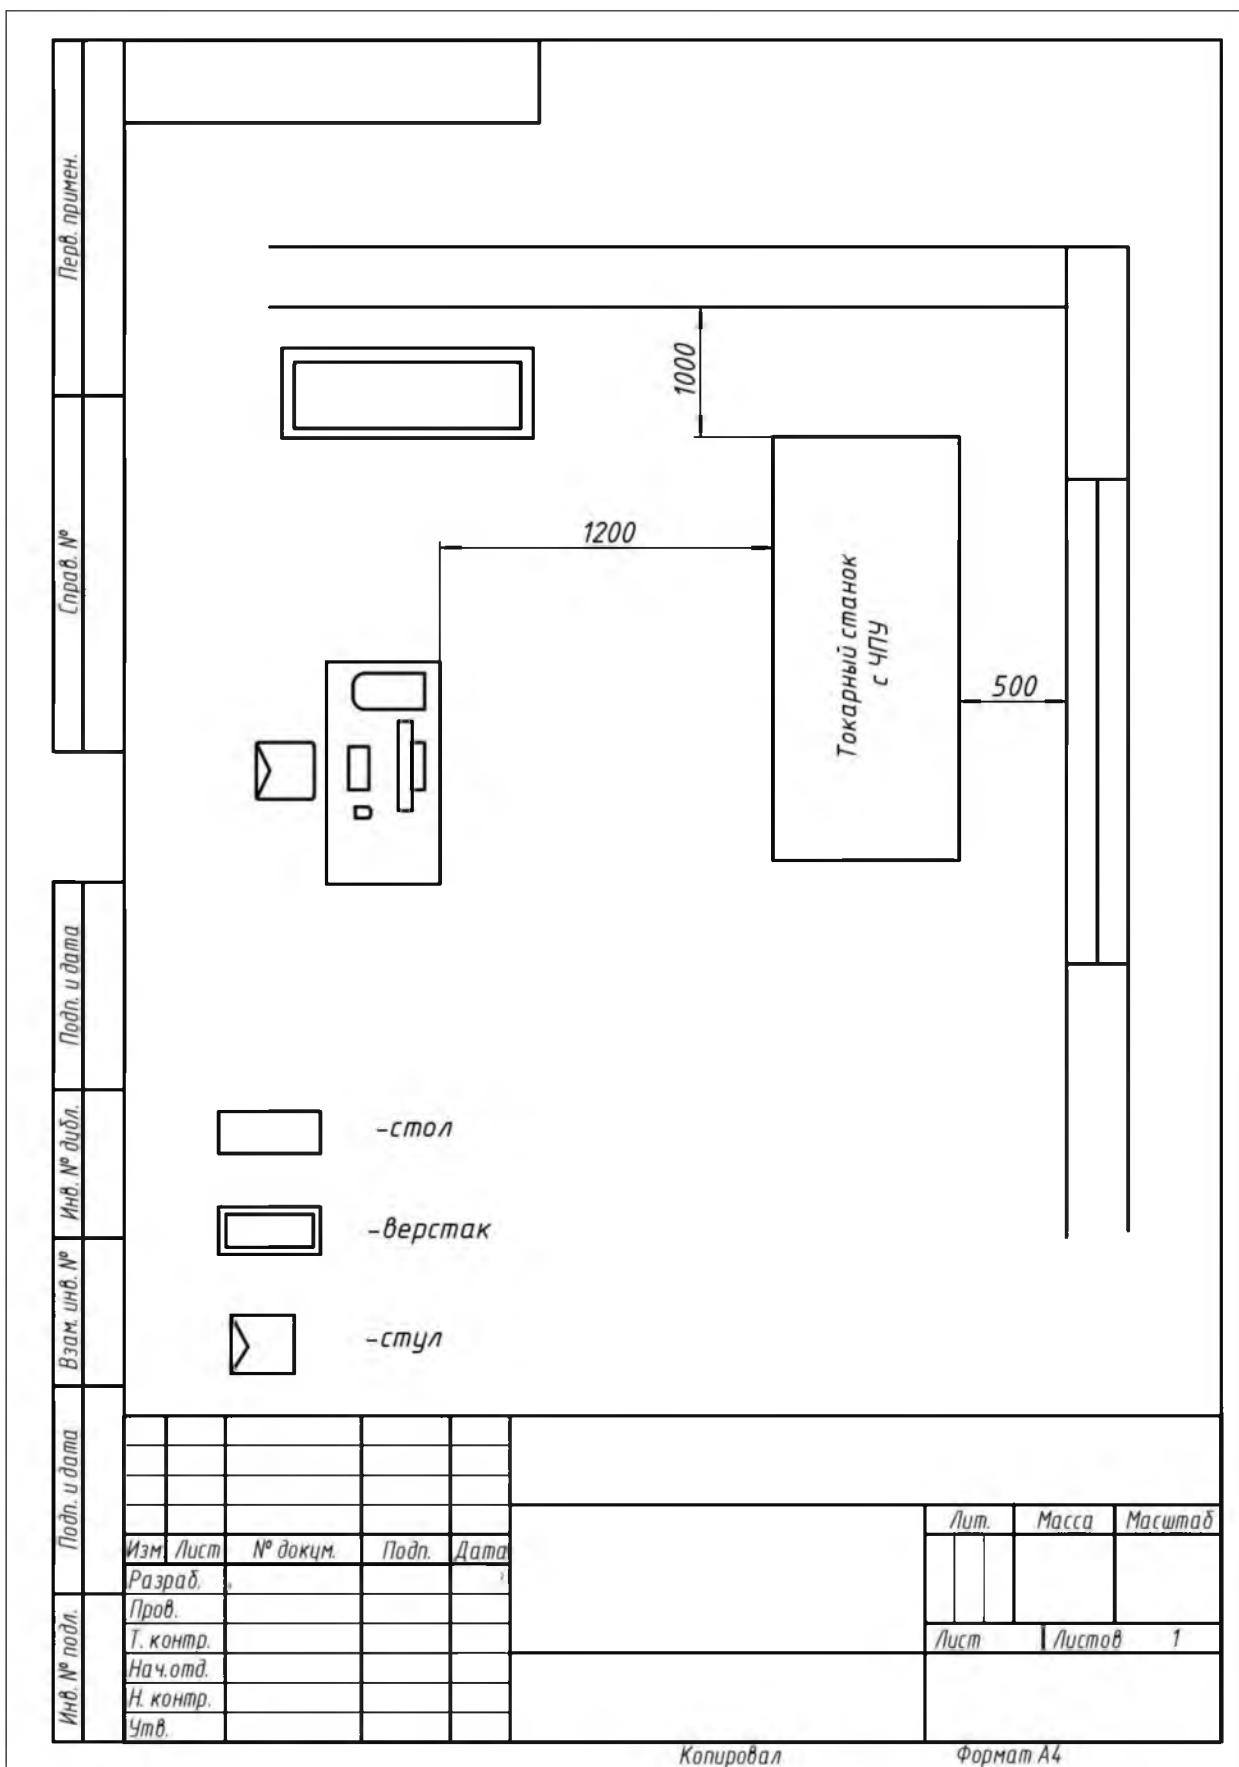 Перв. примен.
Справ. №
Подп. и дата
Инв. № дубл.
Взам. инв. №
Подп. и дата
Инв. № подл.
1000
1200
Токарный станок
с ЧПУ
500
-стол
-верстак
-стул
Изм. Лист № докум. Подп. Дата
Разраб.
Пров.
Т. контр.
Нач.отд.
Н. контр.
Утв.
Лит. Масса Масштаб
Лист Листов 1
Копировал Формат А4